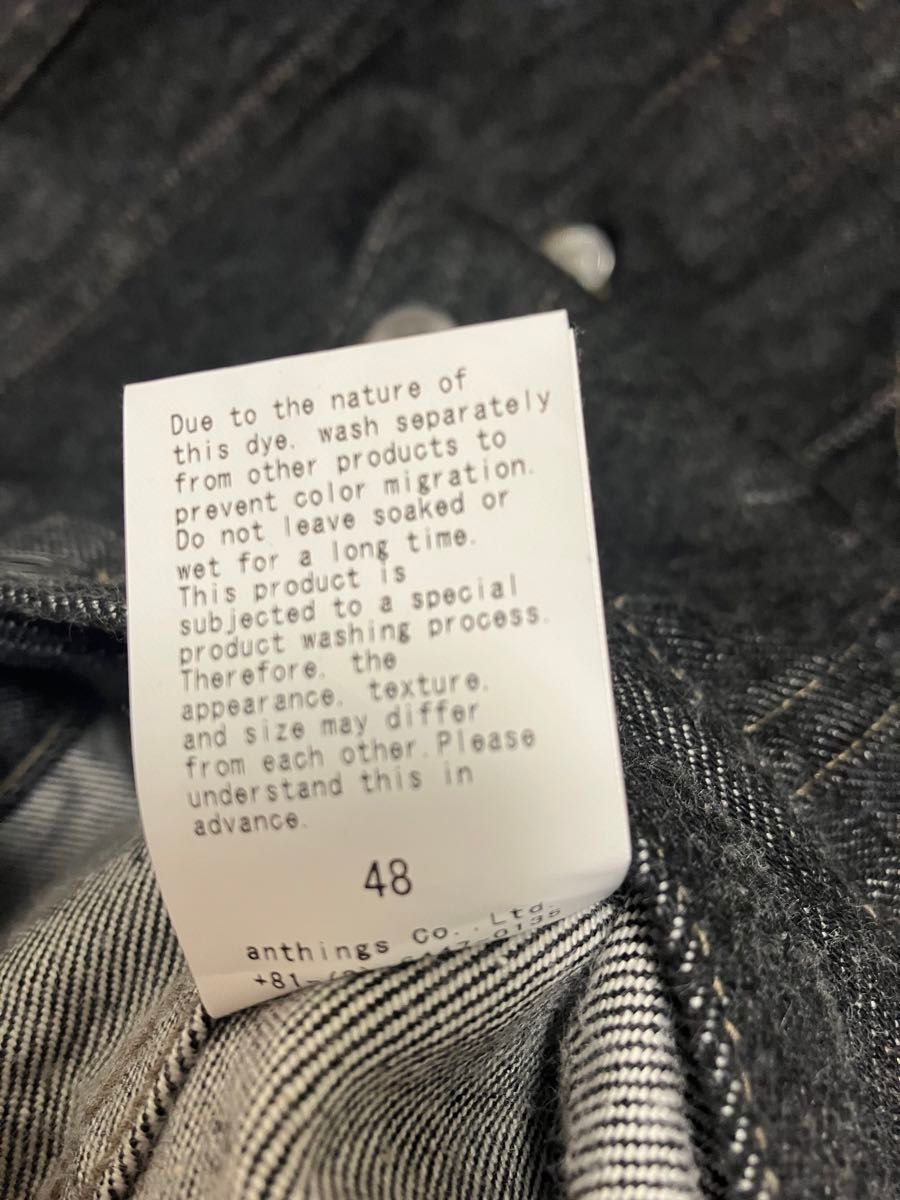 Due to the nature of
this dye. wash separately
from other products to
prevent color migration.
Do not leave soaked or
wet for a long time.
This product is
subjected to a special
product washing process.
Therefore. the
appearance. texture.
and size may differ
from each other.Please
understand this in
advance.
48
anthings Co.,Ltd.
+81-